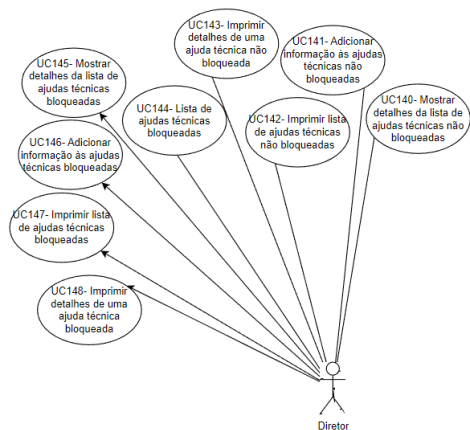 UC143- Imprimir
detalhes de uma
ajuda técnica não
bloqueada
UC141- Adicionar
informação às ajudas
técnicas não
bloqueadas
UC145- Mostrar
detalhes da lista de
ajudas técnicas
bloqueadas
UC144- Lista de
ajudas técnicas
bloqueadas
UC142- Imprimir lista
de ajudas técnicas
não bloqueadas
UC140- Mostrar
detalhes da lista de
ajudas técnicas não
bloqueadas
UC146- Adicionar
informação às ajudas
técnicas bloqueadas
UC147- Imprimir lista
de ajudas técnicas
bloqueadas
UC148- Imprimir
detalhes de uma
ajuda técnica
bloqueada
Diretor